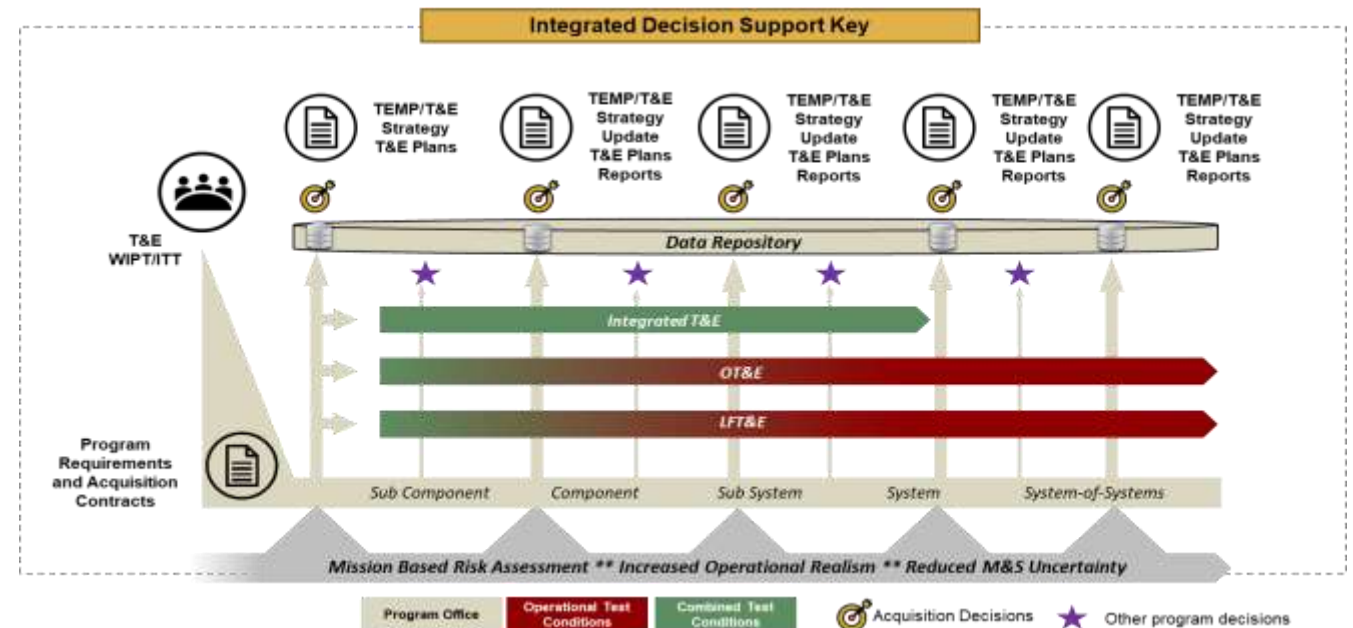 Integrated Decision Support Key
TEMP/T&E
Strategy
T&E Plans
TEMP/T&E
Strategy
Update
T&E Plans
Reports
TEMP/T&E
Strategy
Update
T&E Plans
Reports
TEMP/T&E
Strategy
Update
T&E Plans
Reports
TEMP/T&E
Strategy
Update
T&E Plans
Reports
T&E
WIPT/ITT
Data Repository
Integrated T&E
OT&E
LFT&E
Program
Requirements
and Acquisition
Contracts
Sub Component
Component
Sub System
System
System-of-Systems
Mission Based Risk Assessment ** Increased Operational Realism ** Reduced M&S Uncertainty
Program Office
Operational Test
Conditions
Combined Test
Conditions
Acquisition Decisions
Other program decisions